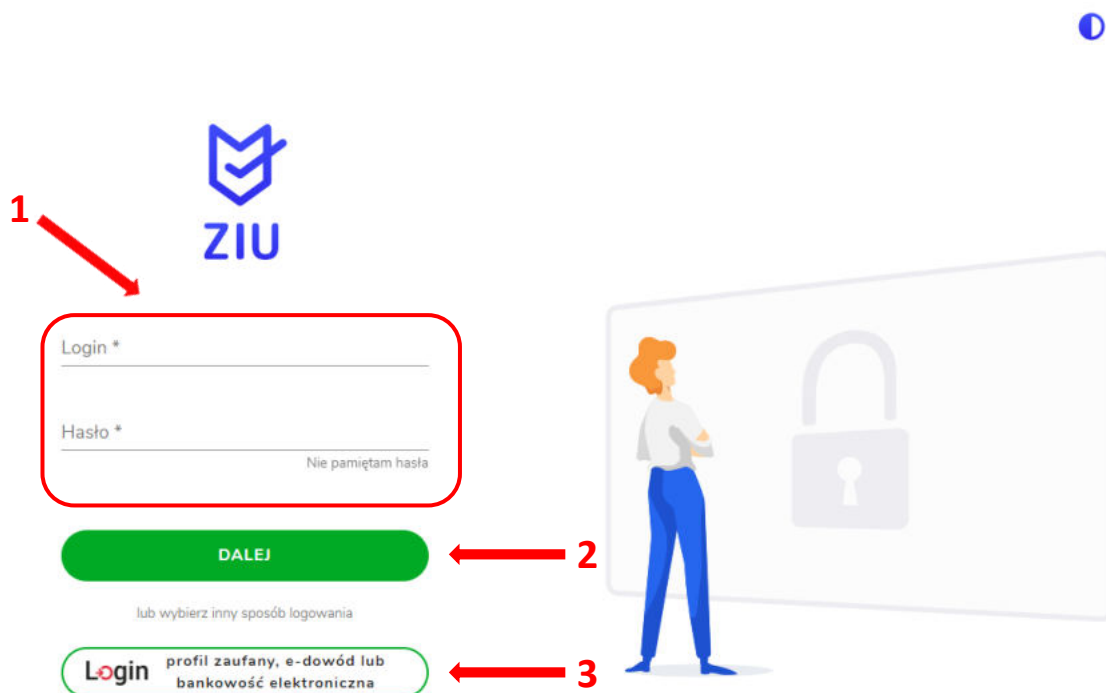 1
ZIU
Login *
Hasło *
Nie pamiętam hasła
DALEJ
2
lub wybierz inny sposób logowania
Login profil zaufany, e-dowód lub
bankowość elektroniczna
3